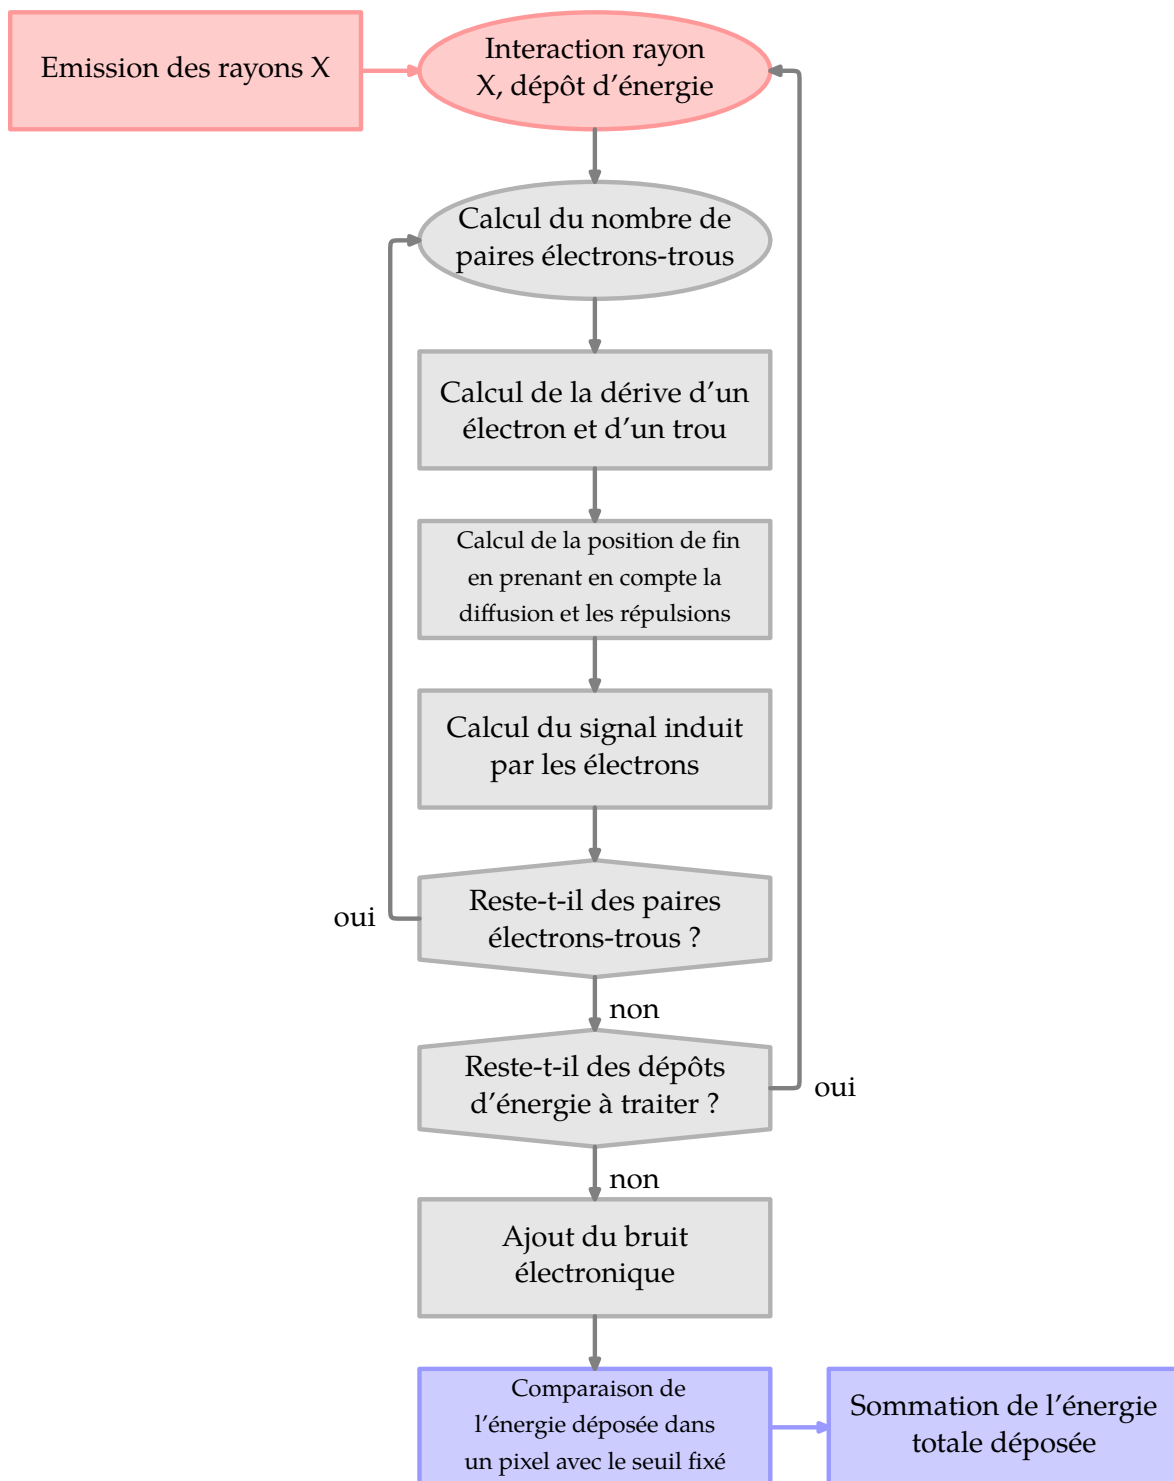 Emission des rayons X
Interaction rayon
X, dépôt d’énergie
Calcul du nombre de
paires électrons-trous
Calcul de la dérive d’un
électron et d’un trou
Calcul de la position de fin
en prenant en compte la
diffusion et les répulsions
Calcul du signal induit
par les électrons
Reste-t-il des paires
électrons-trous ?
oui
non
Reste-t-il des dépôts
d’énergie à traiter ?
oui
non
Ajout du bruit
électronique
Comparaison de
l’énergie déposée dans
un pixel avec le seuil fixé
Sommation de l’énergie
totale déposée